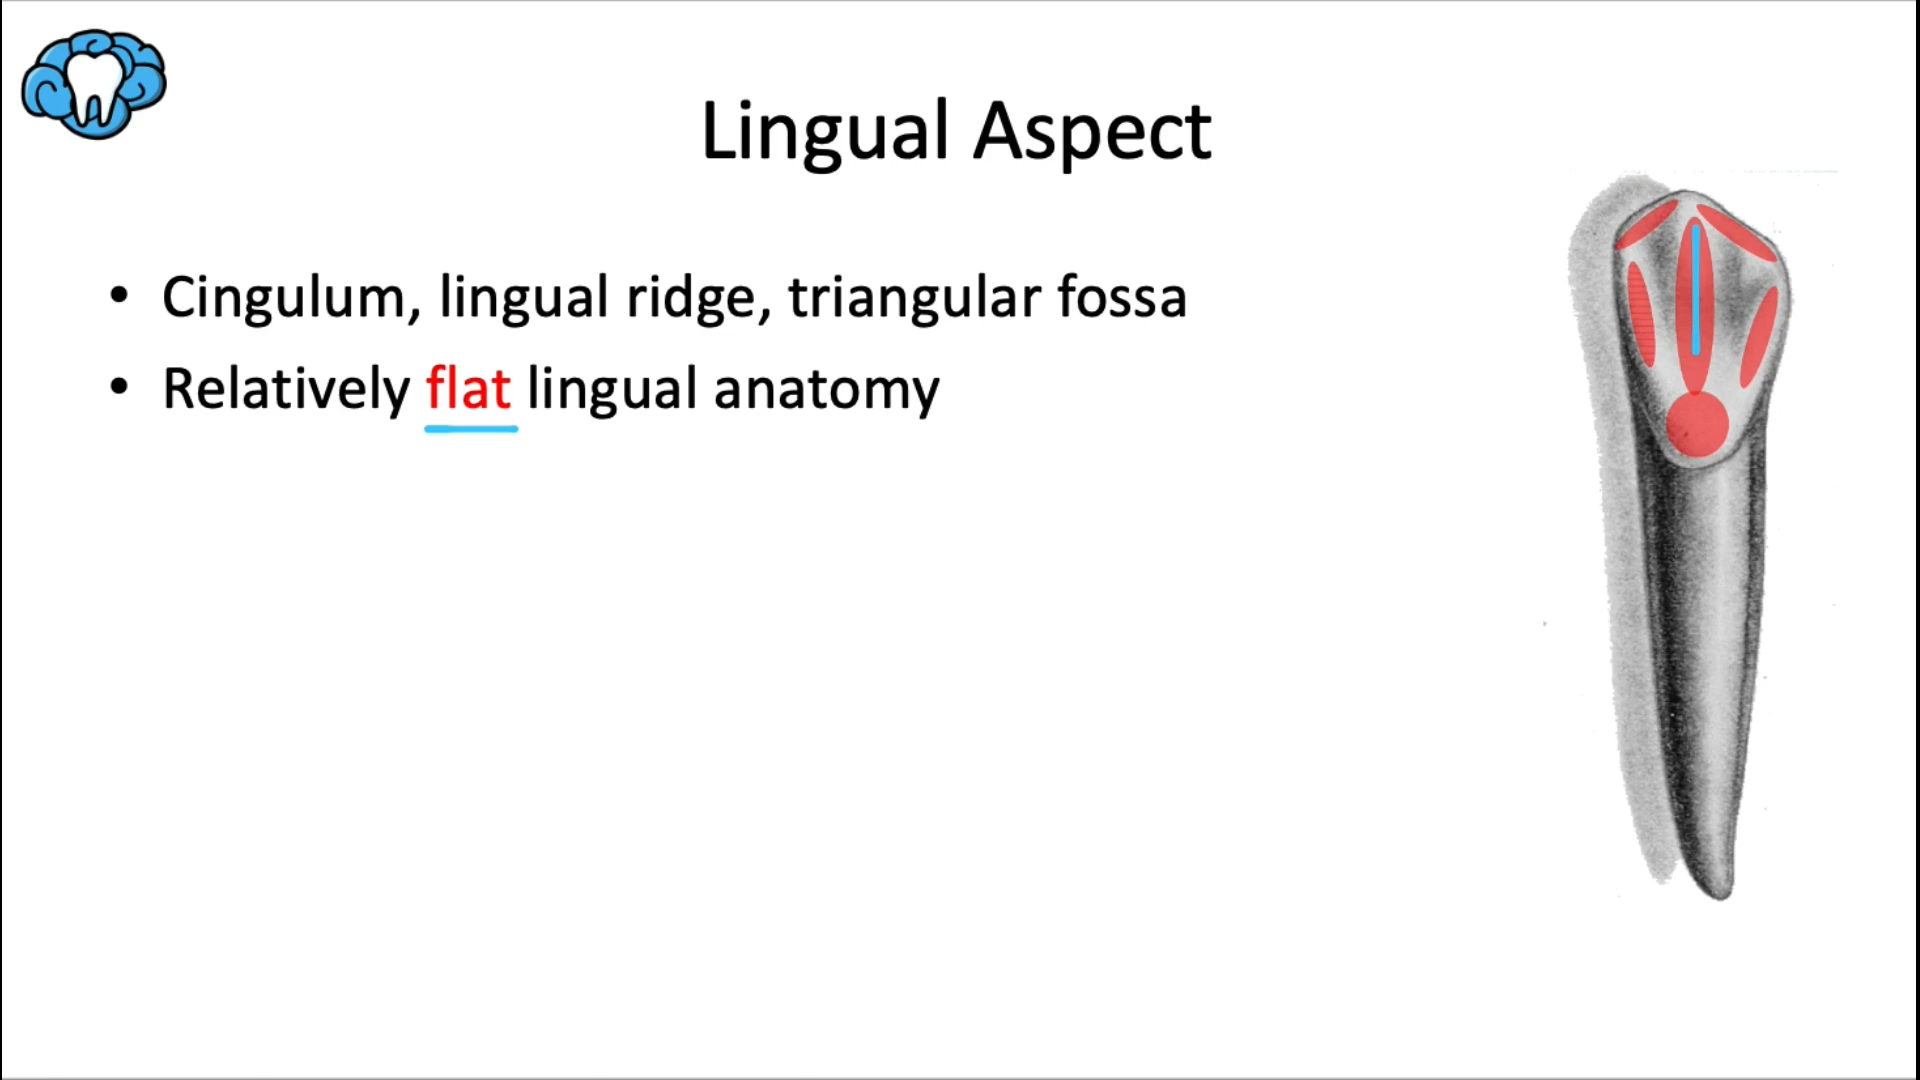 Lingual Aspect
• Cingulum, lingual ridge, triangular fossa
• Relatively flat lingual anatomy